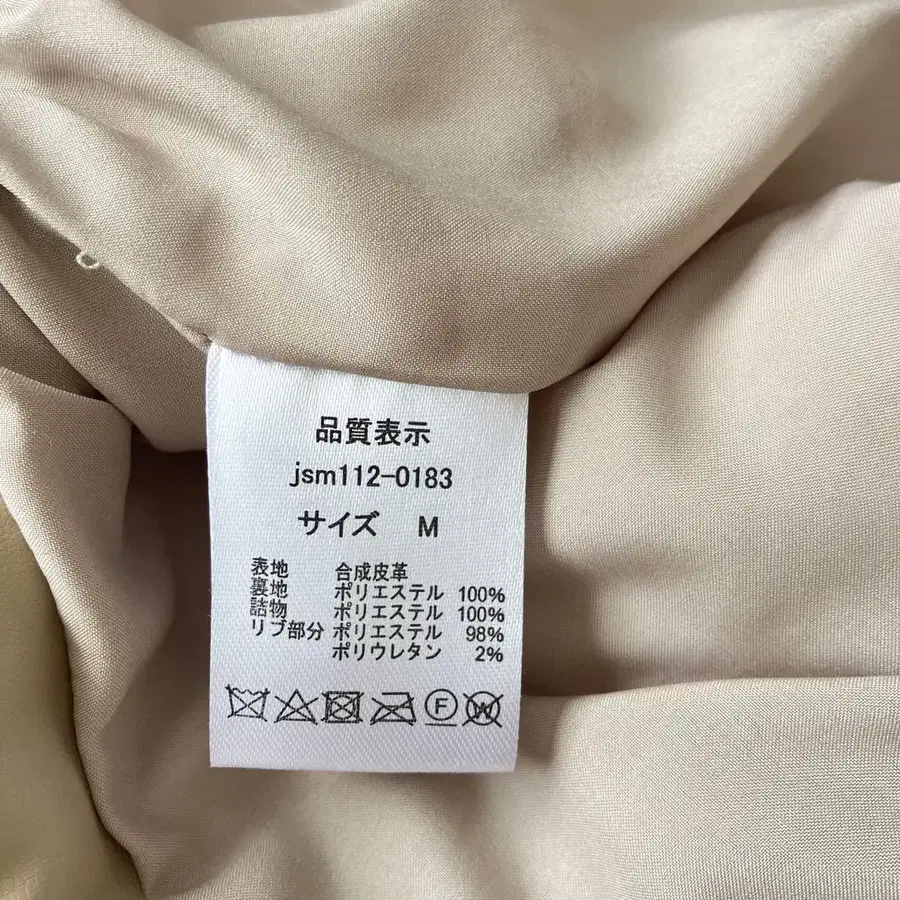 品質表示
jsm112-0183
サイズ M
表地 合成皮革
裏地 ポリエステル 100%
詰物 ポリエステル 100%
リブ部分 ポリエステル 98%
ポリウレタン 2%
F W